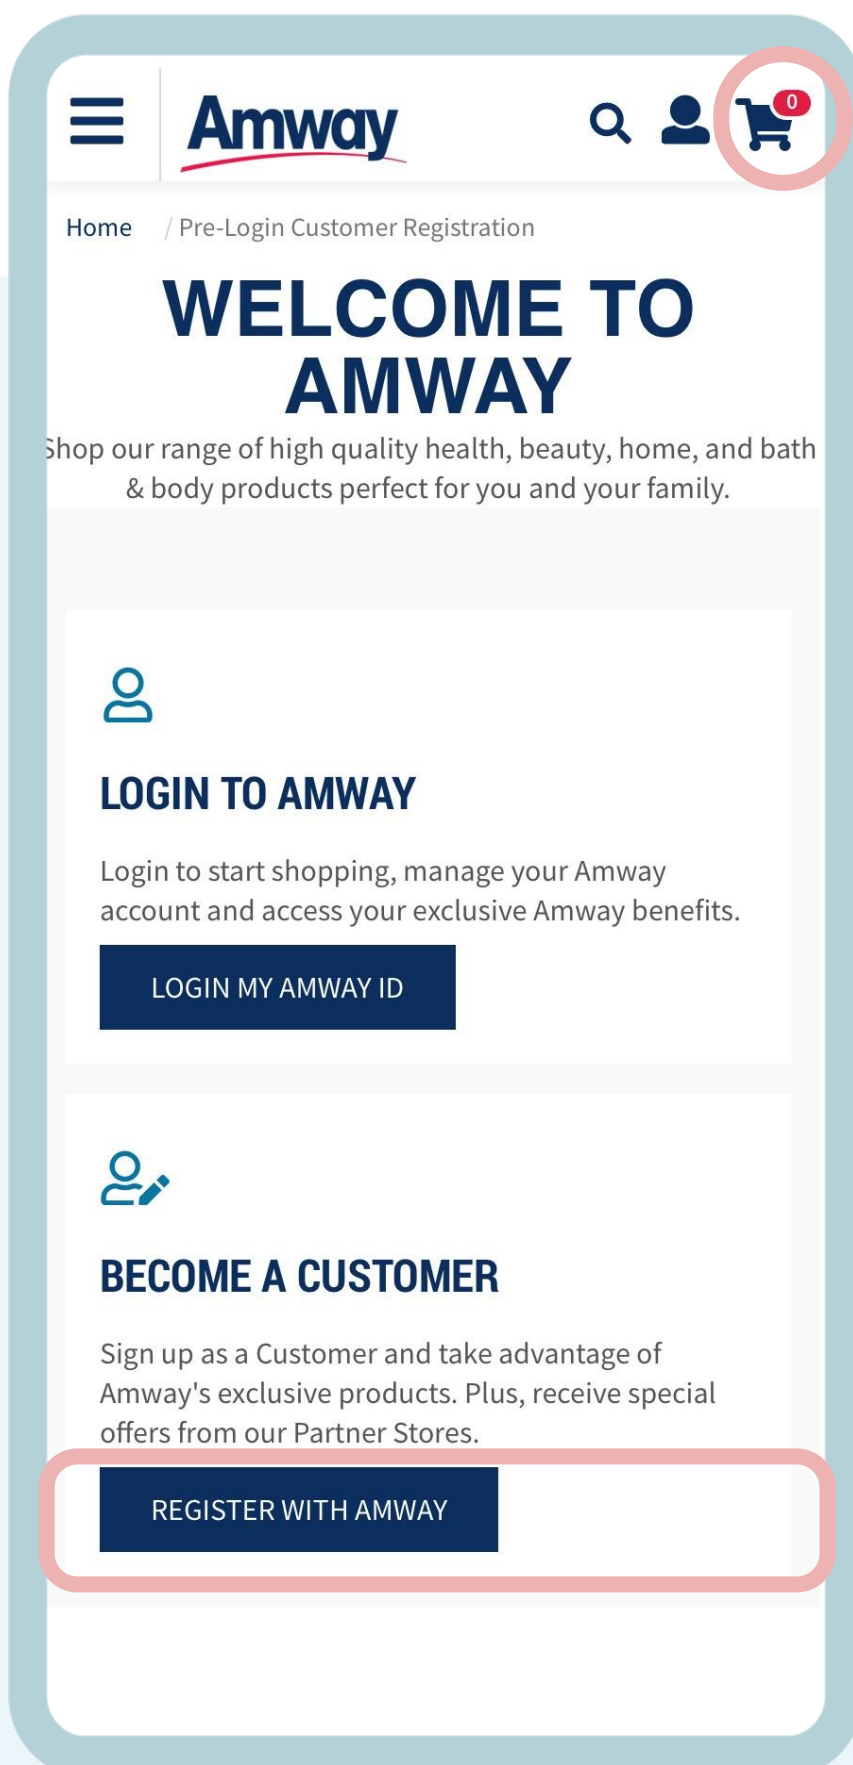 Amway
0
Home / Pre-Login Customer Registration
WELCOME TO
AMWAY
Shop our range of high quality health, beauty, home, and bath
& body products perfect for you and your family.
LOGIN TO AMWAY
Login to start shopping, manage your Amway
account and access your exclusive Amway benefits.
LOGIN MY AMWAY ID
BECOME A CUSTOMER
Sign up as a Customer and take advantage of
Amway's exclusive products. Plus, receive special
offers from our Partner Stores.
REGISTER WITH AMWAY